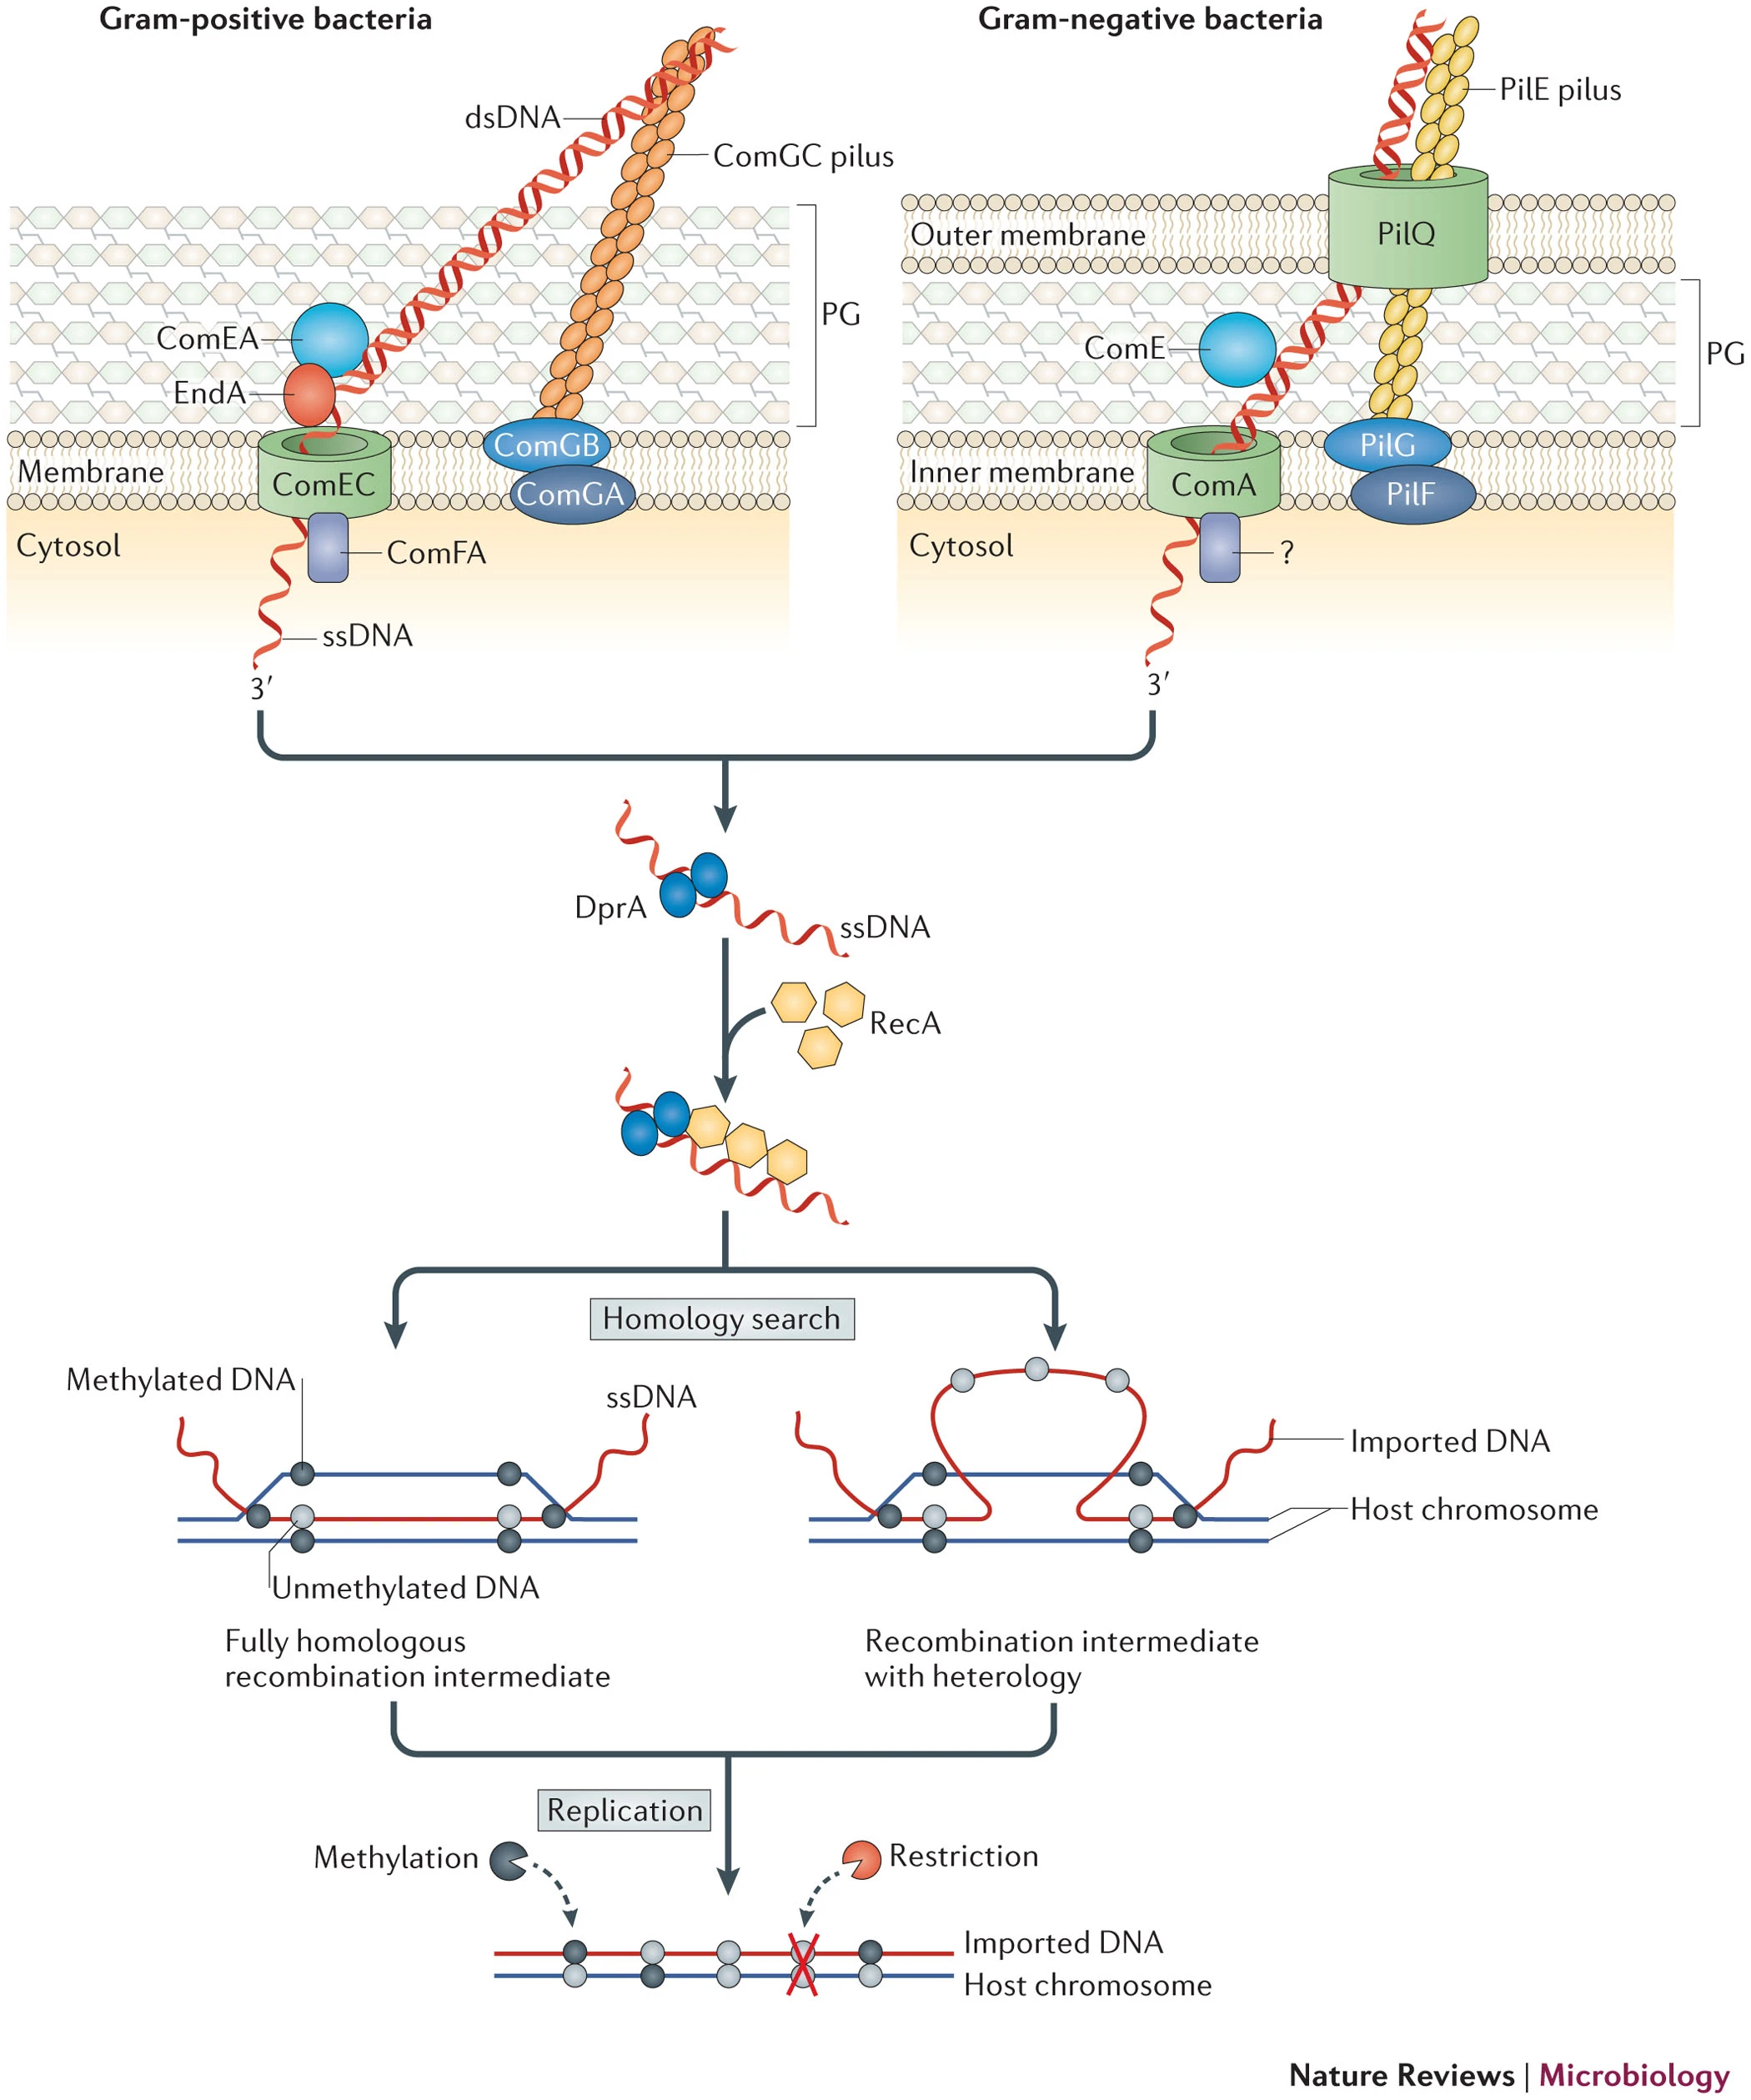 Gram-positive bacteria
Gram-negative bacteria
dsDNA
ComGC pilus
PG
ComEA
EndA
ComGB
Membrane
ComEC
ComGA
Cytosol
ComFA
ssDNA
3′
PilE pilus
Outer membrane
PilQ
PG
ComE
PilG
Inner membrane
ComA
PilF
Cytosol
?
3′
DprA
ssDNA
RecA
Homology search
Methylated DNA
ssDNA
Unmethylated DNA
Imported DNA
Host chromosome
Fully homologous
recombination intermediate
Recombination intermediate
with heterology
Replication
Methylation
Restriction
Imported DNA
Host chromosome
Nature Reviews | Microbiology